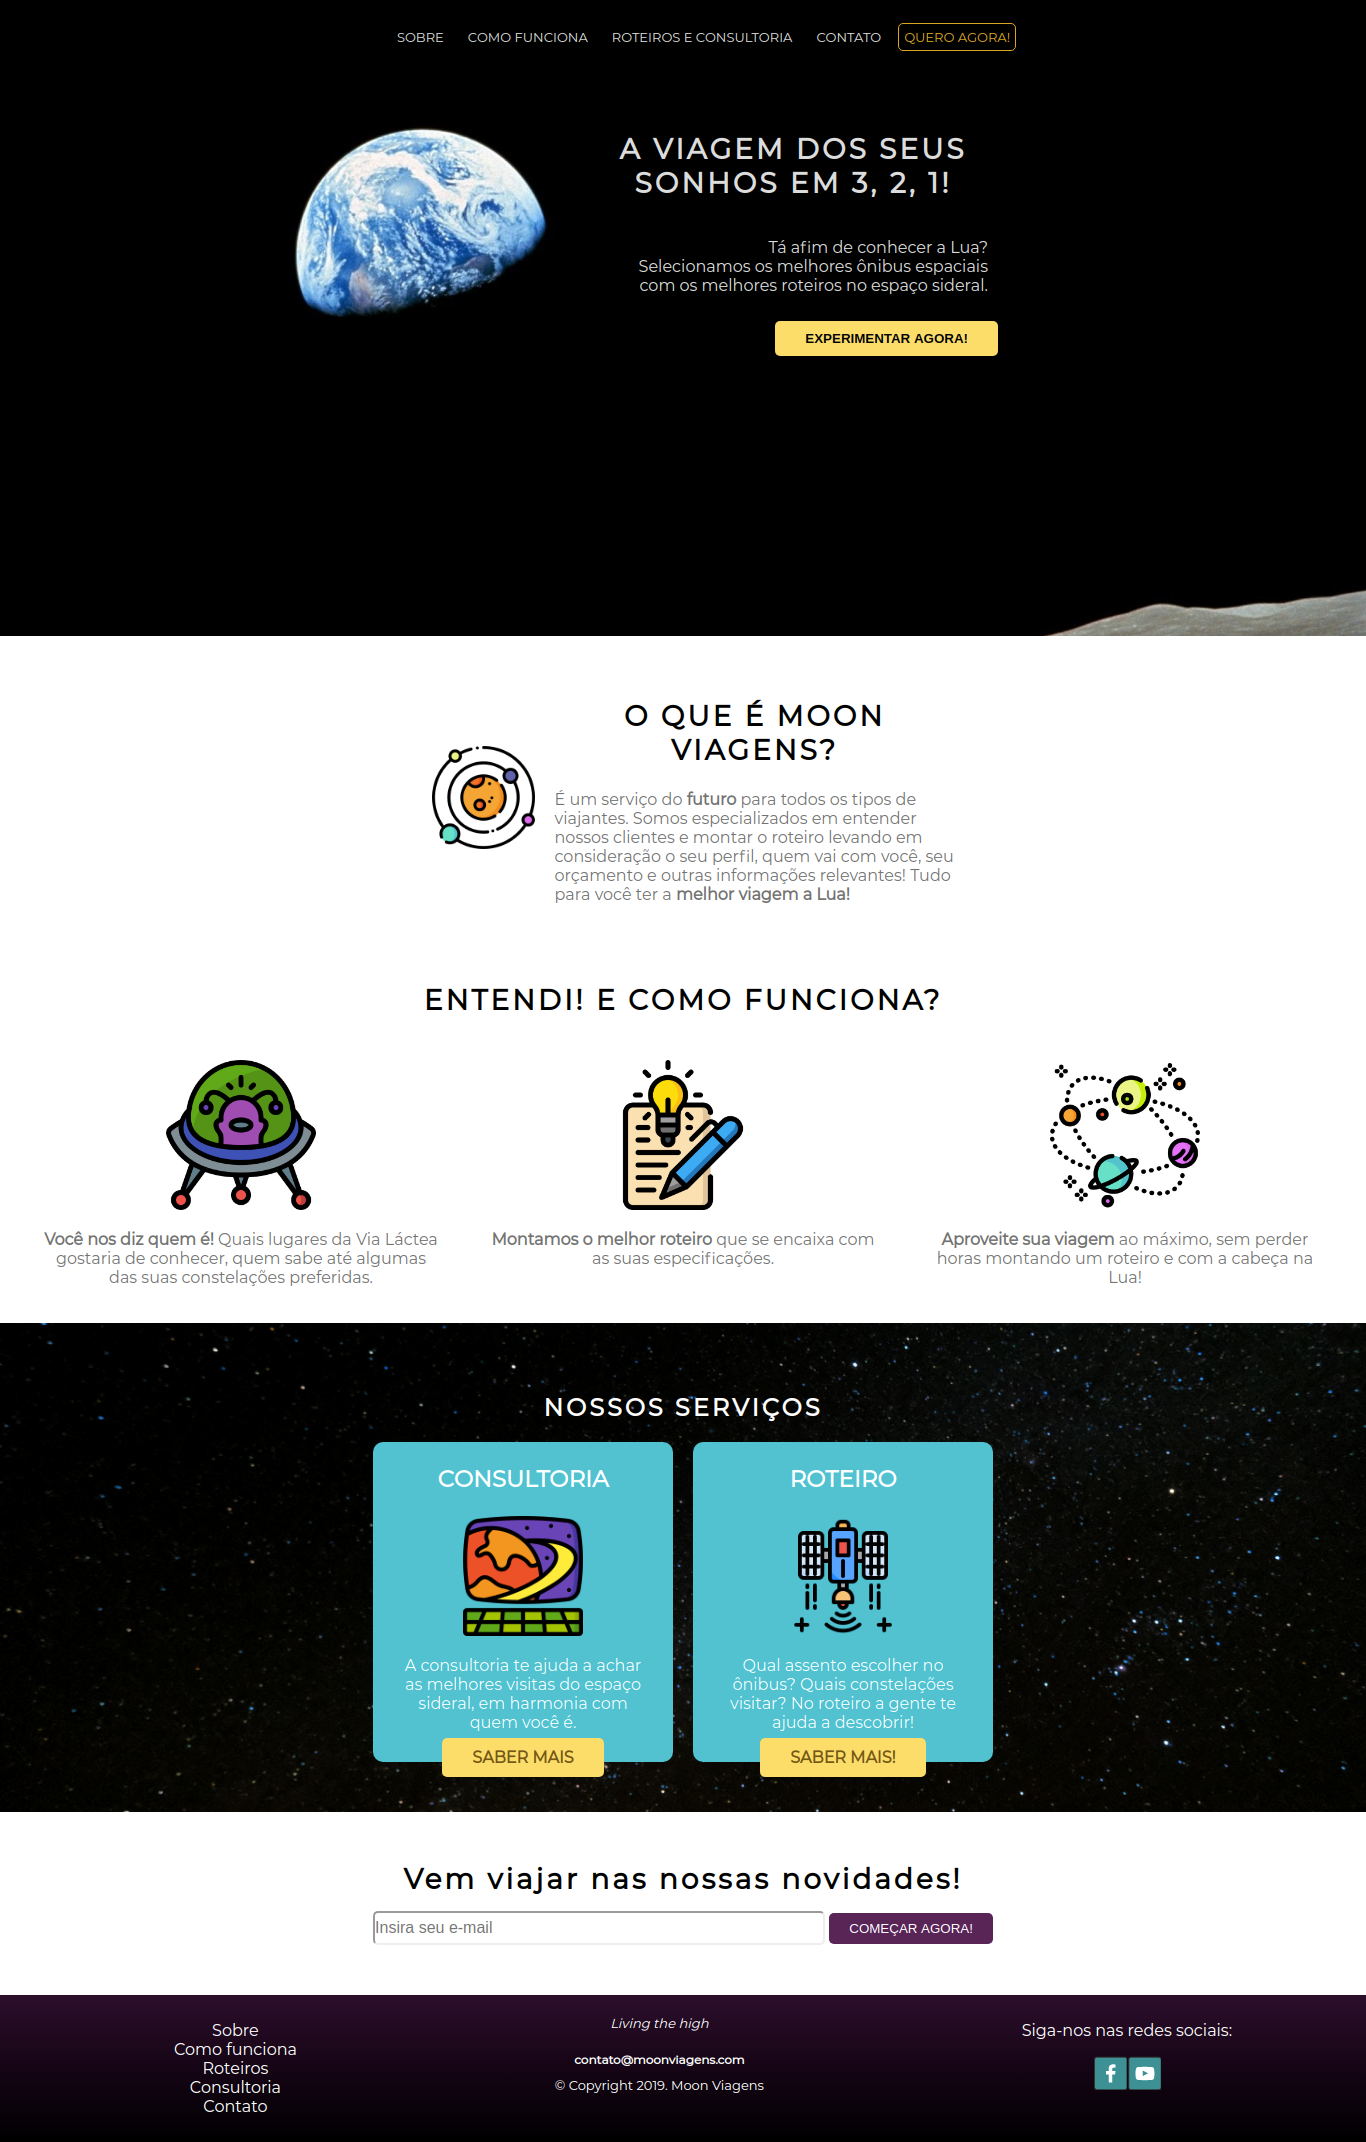 SOBRE COMO FUNCIONA ROTEIROS E CONSULTORIA CONTATO QUERO AGORA!
A VIAGEM DOS SEUS
SONHOS EM 3, 2, 1!
Tá afim de conhecer a Lua?
Selecionamos os melhores ônibus espaciais
com os melhores roteiros no espaço sideral.
EXPERIMENTAR AGORA!
O QUE É MOON
VIAGENS?
É um serviço do futuro para todos os tipos de
viajantes. Somos especializados em entender
nossos clientes e montar o roteiro levando em
consideração o seu perfil, quem vai com você, seu
orçamento e outras informações relevantes! Tudo
para você ter a melhor viagem a Lua!
ENTENDI! E COMO FUNCIONA?
Você nos diz quem é! Quais lugares da Via Láctea
gostaria de conhecer, quem sabe até algumas
das suas constelações preferidas.
Montamos o melhor roteiro que se encaixa com
as suas especificações.
Aproveite sua viagem ao máximo, sem perder
horas montando um roteiro e com a cabeça na
Lua!
NOSSOS SERVIÇOS
CONSULTORIA
A consultoria te ajuda a achar
as melhores visitas do espaço
sideral, em harmonia com
quem você é.
SABER MAIS
ROTEIRO
Qual assento escolher no
ônibus? Quais constelações
visitar? No roteiro a gente te
ajuda a descobrir!
SABER MAIS!
Vem viajar nas nossas novidades!
Insira seu e-mail
COMEÇAR AGORA!
Sobre
Como funciona
Roteiros
Consultoria
Contato
Living the high
contato@moonviagens.com
© Copyright 2019. Moon Viagens
Siga-nos nas redes sociais: